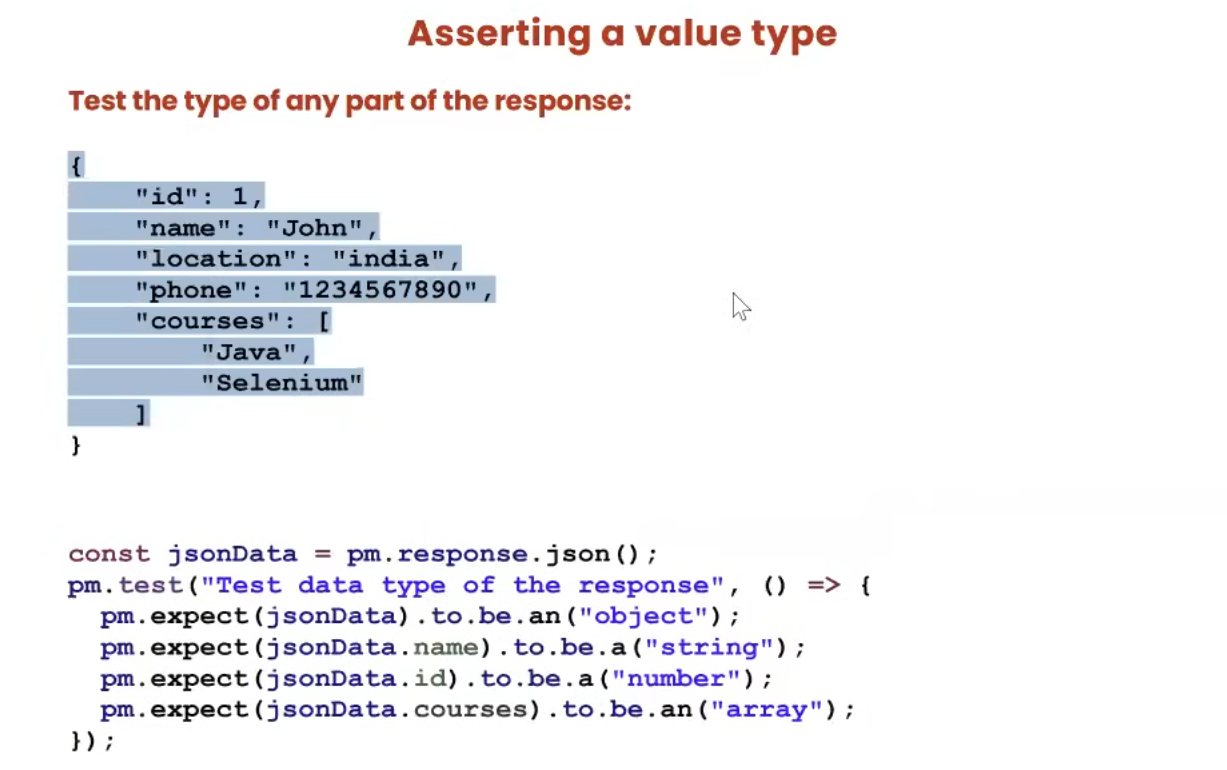 Asserting a value type
Test the type of any part of the response:
{
    "id": 1,
    "name": "John",
    "location": "india",
    "phone": "1234567890",
    "courses": [
        "Java",
        "Selenium"
    ]
}
const jsonData = pm.response.json();
pm.test("Test data type of the response", () => {
  pm.expect(jsonData).to.be.an("object");
  pm.expect(jsonData.name).to.be.a("string");
  pm.expect(jsonData.id).to.be.a("number");
  pm.expect(jsonData.courses).to.be.an("array");
});